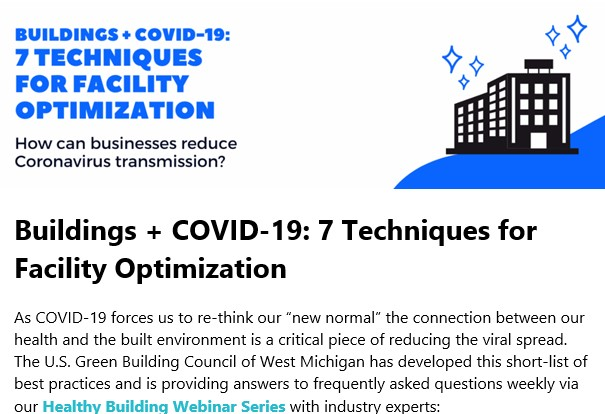 BUILDINGS + COVID-19:
7 TECHNIQUES
FOR FACILITY
OPTIMIZATION
How can businesses reduce
Coronavirus transmission?
Buildings + COVID-19: 7 Techniques for
Facility Optimization
As COVID-19 forces us to re-think our “new normal” the connection between our
health and the built environment is a critical piece of reducing the viral spread.
The U.S. Green Building Council of West Michigan has developed this short-list of
best practices and is providing answers to frequently asked questions weekly via
our Healthy Building Webinar Series with industry experts: